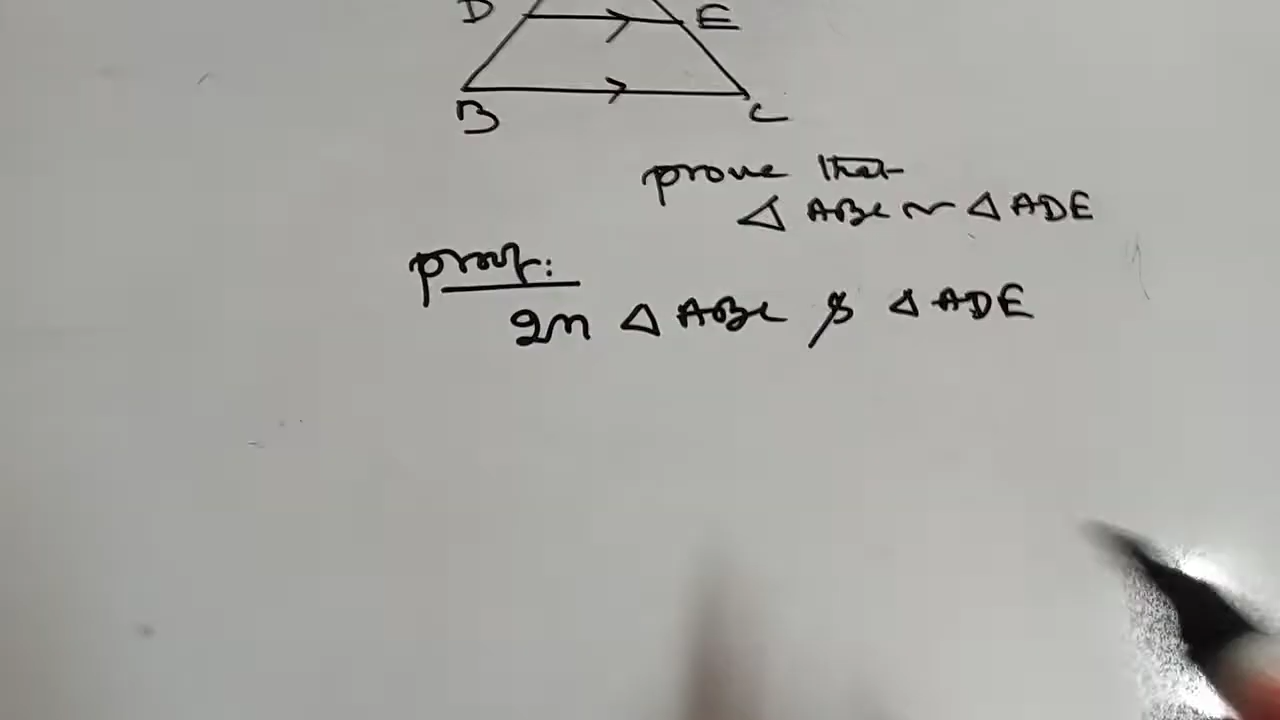 D E
B C
prove that
△ ABC ~ △ ADE
proof:
In △ ABC & △ ADE